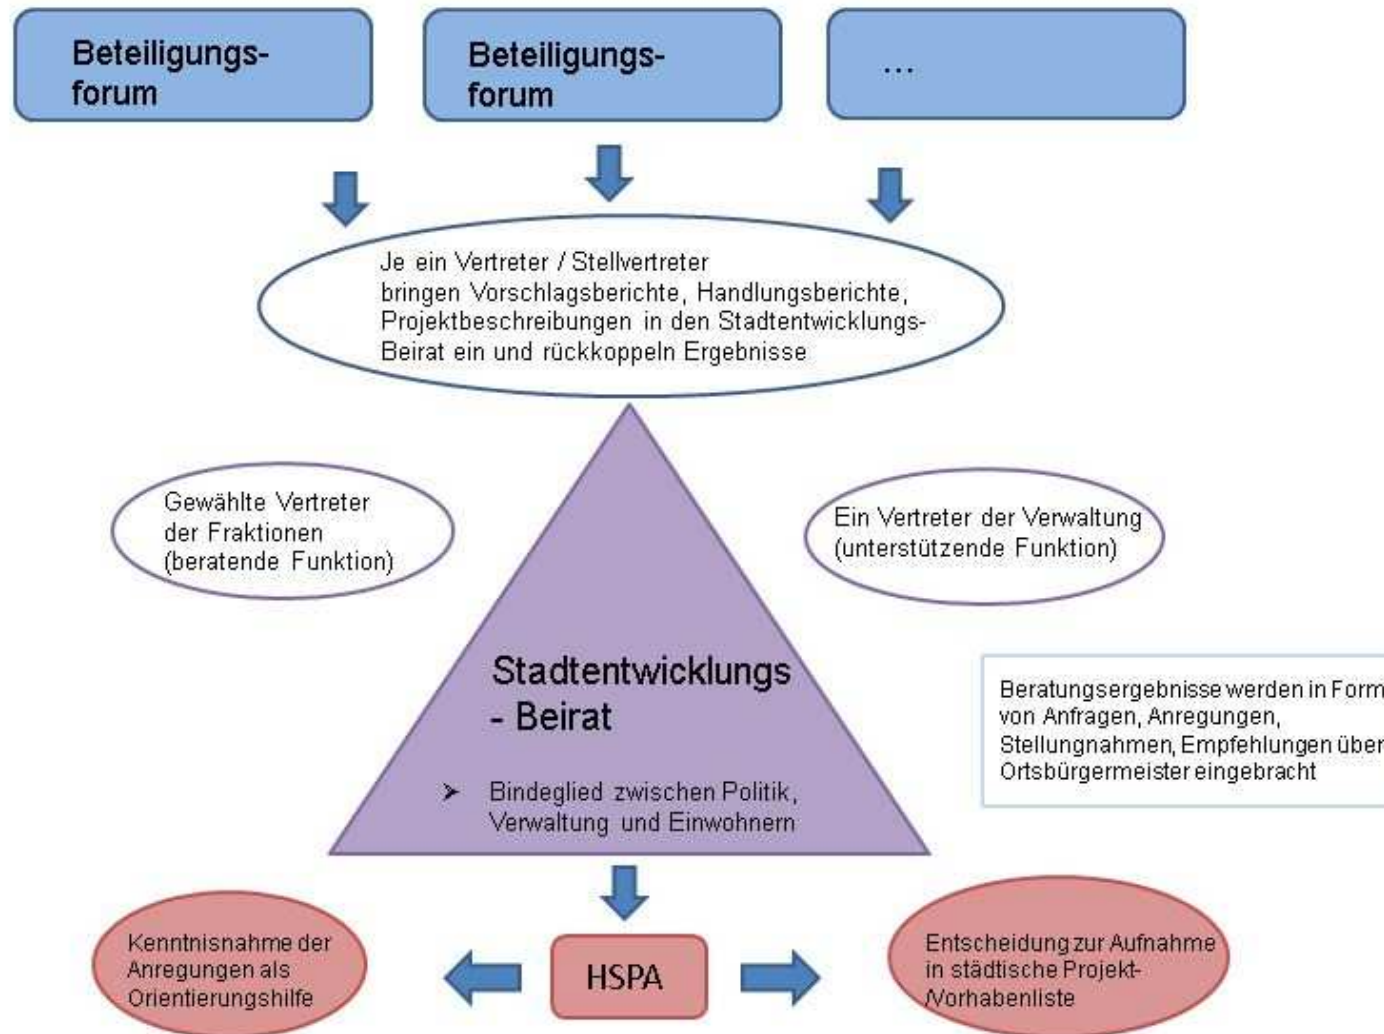 Beteiligungs-
forum
Beteiligungs-
forum
...
Je ein Vertreter / Stellvertreter
bringen Vorschlagsberichte, Handlungsberichte,
Projektbeschreibungen in den Stadtentwicklungs-
Beirat ein und rückkoppeln Ergebnisse
Gewählte Vertreter
der Fraktionen
(beratende Funktion)
Ein Vertreter der Verwaltung
(unterstützende Funktion)
Stadtentwicklungs
- Beirat
➤ Bindeglied zwischen Politik,
Verwaltung und Einwohnern
Beratungsergebnisse werden in Form
von Anfragen, Anregungen,
Stellungnahmen, Empfehlungen über
Ortsbürgermeister eingebracht
Kenntnisnahme der
Anregungen als
Orientierungshilfe
HSPA
Entscheidung zur Aufnahme
in städtische Projekt-
/Vorhabenliste